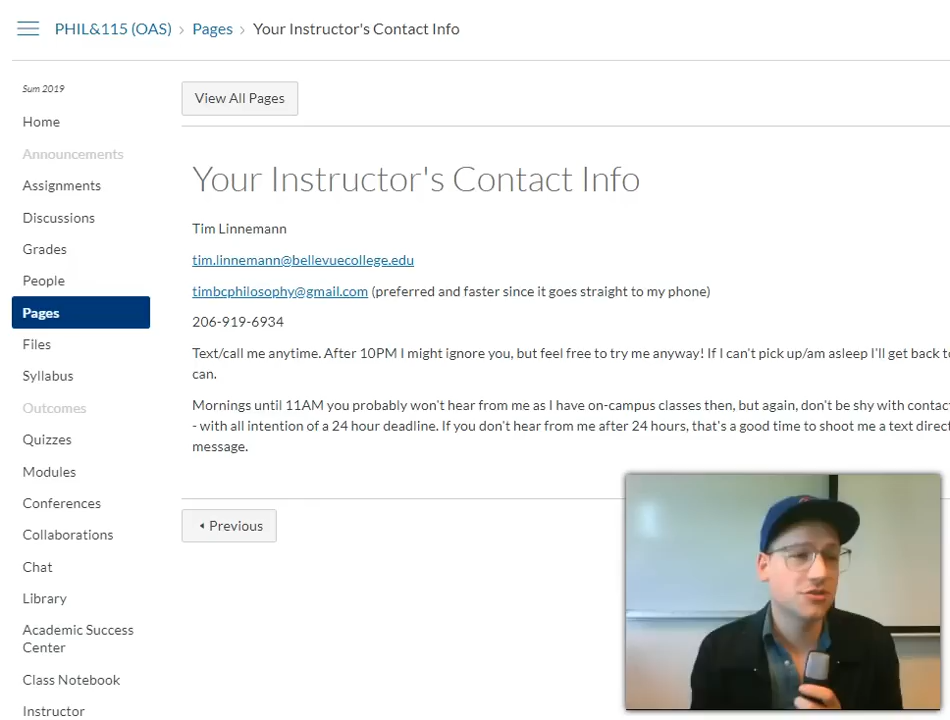 PHIL&115 (OAS) › Pages › Your Instructor's Contact Info
Sum 2019
Home
Announcements
Assignments
Discussions
Grades
People
Pages
Files
Syllabus
Outcomes
Quizzes
Modules
Conferences
Collaborations
Chat
Library
Academic Success
Center
Class Notebook
Instructor
View All Pages
Your Instructor's Contact Info
Tim Linnemann
tim.linnemann@bellevuecollege.edu
timbcphilosophy@gmail.com (preferred and faster since it goes straight to my phone)
206-919-6934
Text/call me anytime. After 10PM I might ignore you, but feel free to try me anyway! If I can't pick up/am asleep I'll get back to
can.
Mornings until 11AM you probably won't hear from me as I have on-campus classes then, but again, don't be shy with contac
- with all intention of a 24 hour deadline. If you don't hear from me after 24 hours, that's a good time to shoot me a text direct
message.
Previous